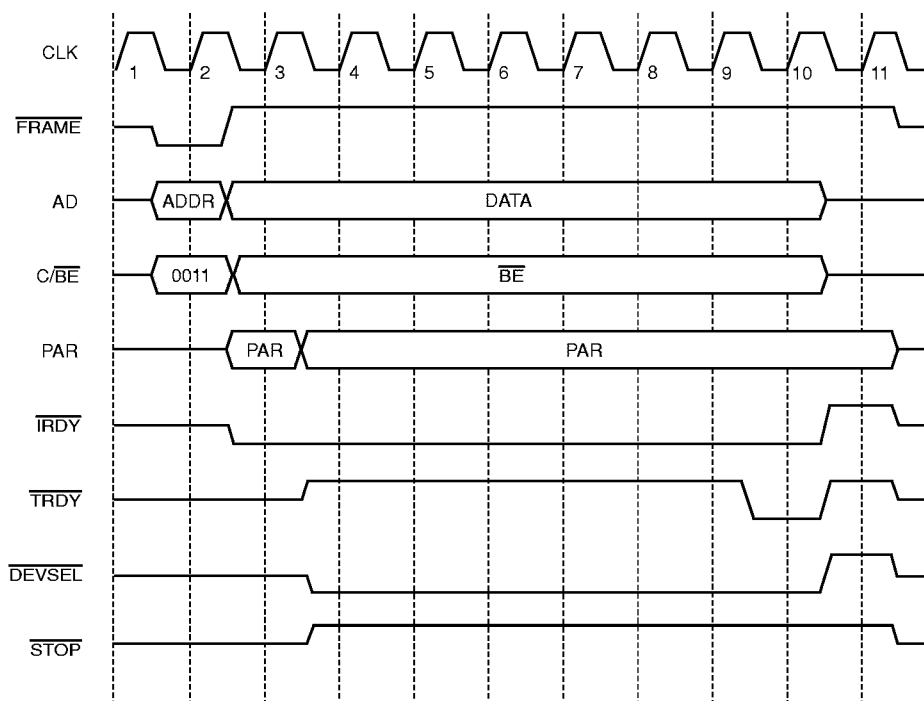 CLK
1 2 3 4 5 6 7 8 9 10 11
FRAME
AD ADDR DATA
C/BE 0011 BE
PAR PAR PAR
IRDY
TRDY
DEVSEL
STOP